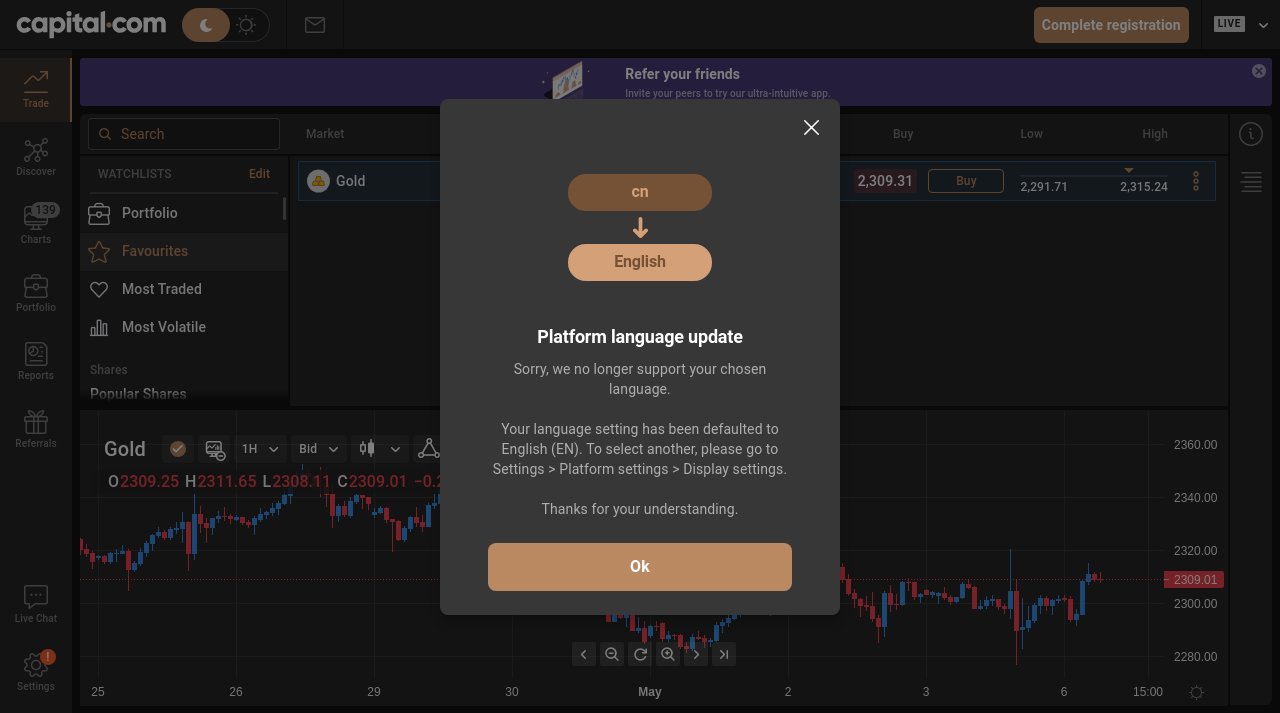 capital.com
Complete registration
LIVE
Refer your friends
Invite your peers to try our ultra-intuitive app.
Trade
Discover
139
Charts
Portfolio
Reports
Referrals
Live Chat
!
Settings
Search
WATCHLISTS
Edit
Portfolio
Favourites
Most Traded
Most Volatile
Shares
Popular Shares
Market
Buy
Low
High
Gold
2,309.31
Buy
2,291.71
2,315.24
cn
English
Platform language update
Sorry, we no longer support your chosen
language.
Your language setting has been defaulted to
English (EN). To select another, please go to
Settings > Platform settings > Display settings.
Thanks for your understanding.
Ok
Gold
1H
Bid
O2309.25 H2311.65 L2308.11 C2309.01
2360.00
2340.00
2320.00
2309.01
2300.00
2280.00
25
26
29
30
May
2
3
6
15:00